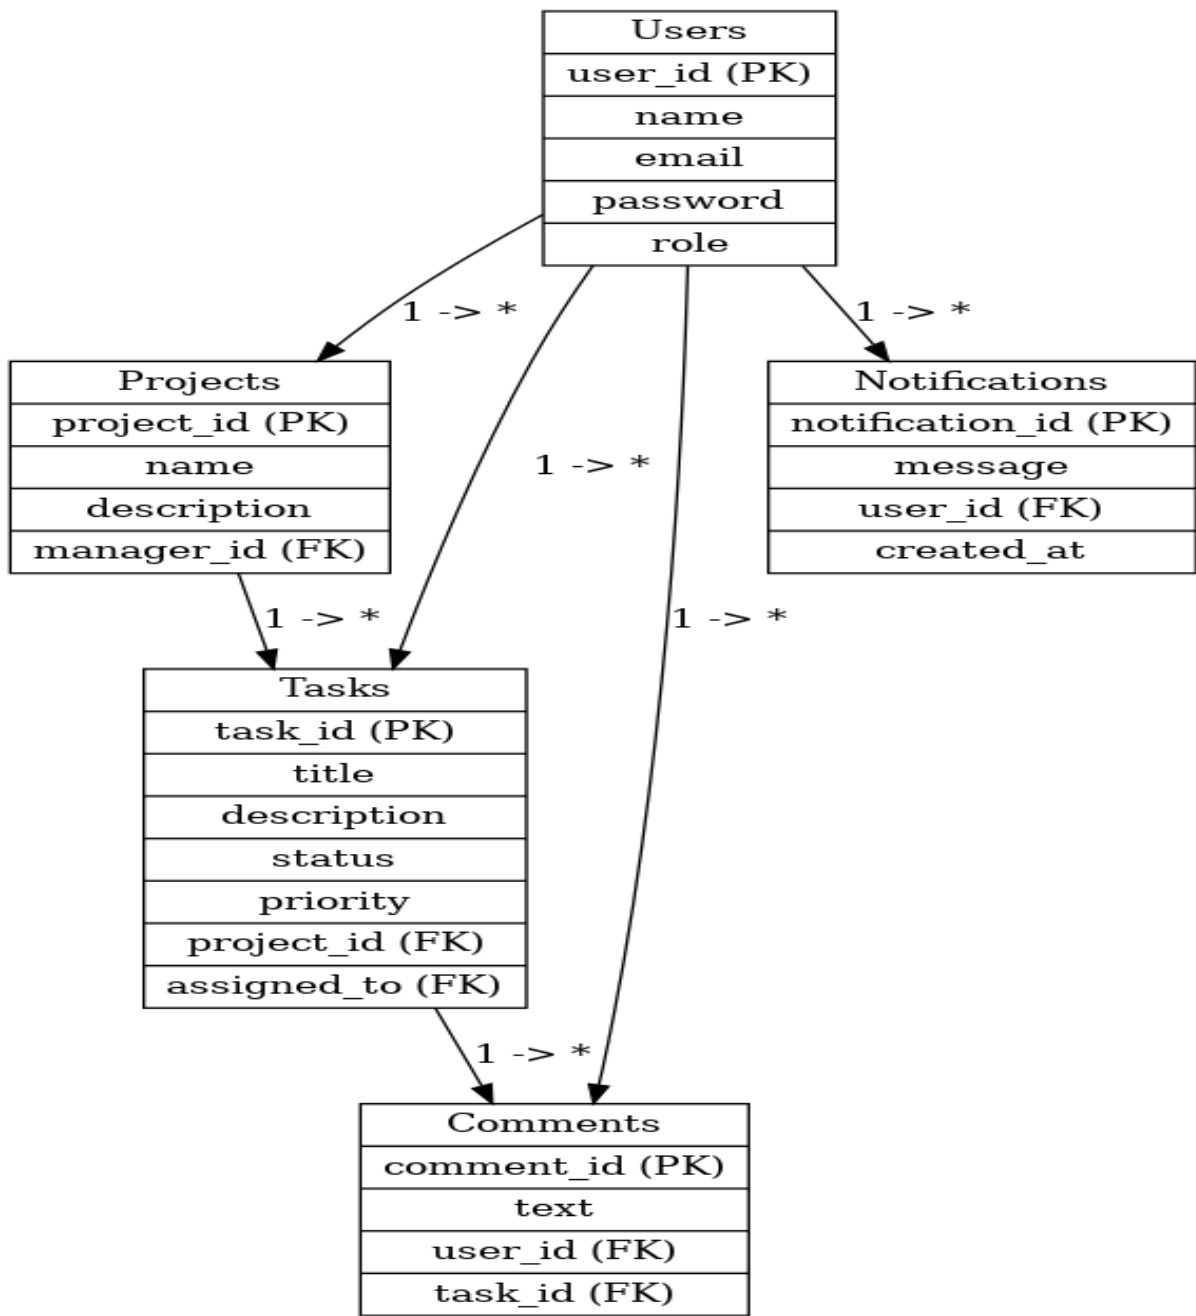 Users
user_id (PK)
name
email
password
role
1 -> *
1 -> *
Projects
project_id (PK)
name
description
manager_id (FK)
Notifications
notification_id (PK)
message
user_id (FK)
created_at
1 -> *
1 -> *
1 -> *
Tasks
task_id (PK)
title
description
status
priority
project_id (FK)
assigned_to (FK)
1 -> *
Comments
comment_id (PK)
text
user_id (FK)
task_id (FK)